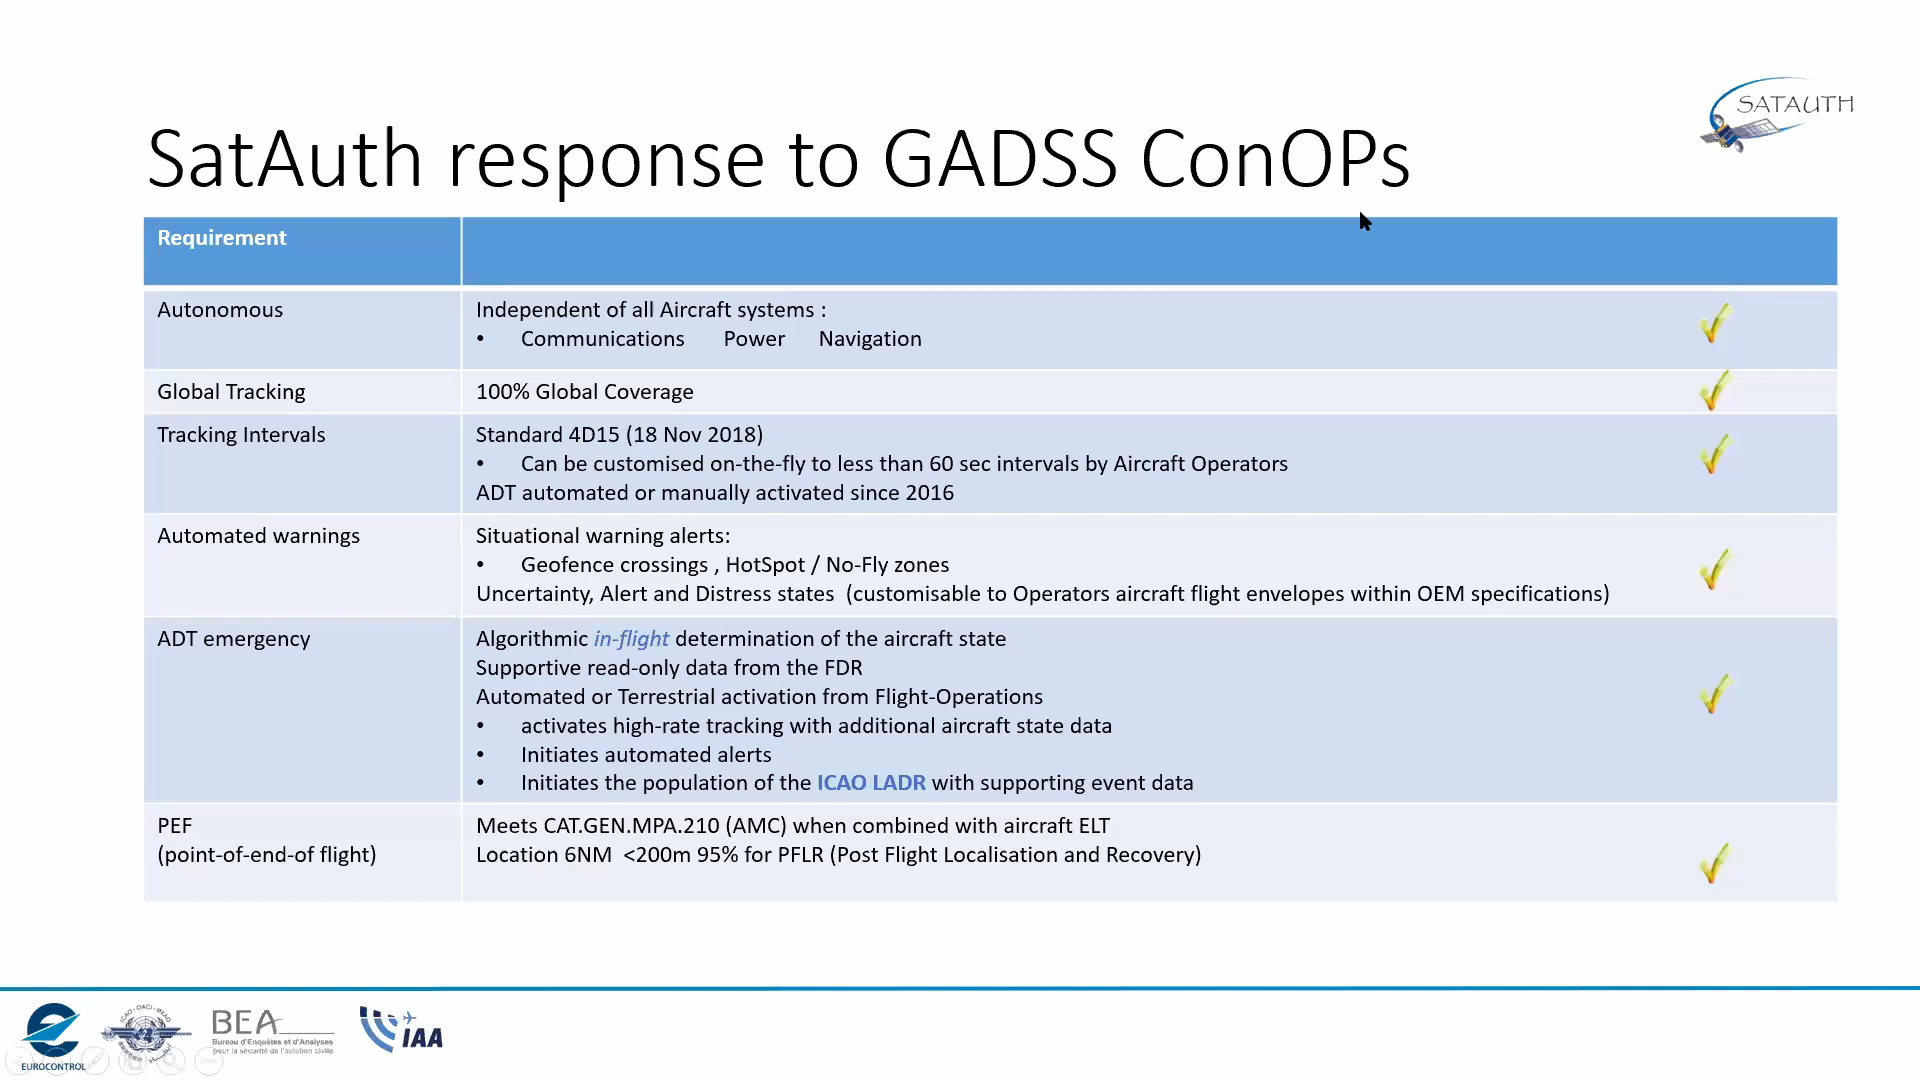 SATAUTH
SatAuth response to GADSS ConOPs
Requirement
Autonomous
Independent of all Aircraft systems :
• Communications Power Navigation
Global Tracking
100% Global Coverage
Tracking Intervals
Standard 4D15 (18 Nov 2018)
• Can be customised on-the-fly to less than 60 sec intervals by Aircraft Operators
ADT automated or manually activated since 2016
Automated warnings
Situational warning alerts:
• Geofence crossings , HotSpot / No-Fly zones
Uncertainty, Alert and Distress states (customisable to Operators aircraft flight envelopes within OEM specifications)
ADT emergency
Algorithmic in-flight determination of the aircraft state
Supportive read-only data from the FDR
Automated or Terrestrial activation from Flight-Operations
• activates high-rate tracking with additional aircraft state data
• Initiates automated alerts
• Initiates the population of the ICAO LADR with supporting event data
PEF
(point-of-end-of flight)
Meets CAT.GEN.MPA.210 (AMC) when combined with aircraft ELT
Location 6NM <200m 95% for PFLR (Post Flight Localisation and Recovery)
EUROCONTROL
BEA
Bureau d'Enquêtes et d'Analyses
pour la sécurité de l'aviation civile
IAA